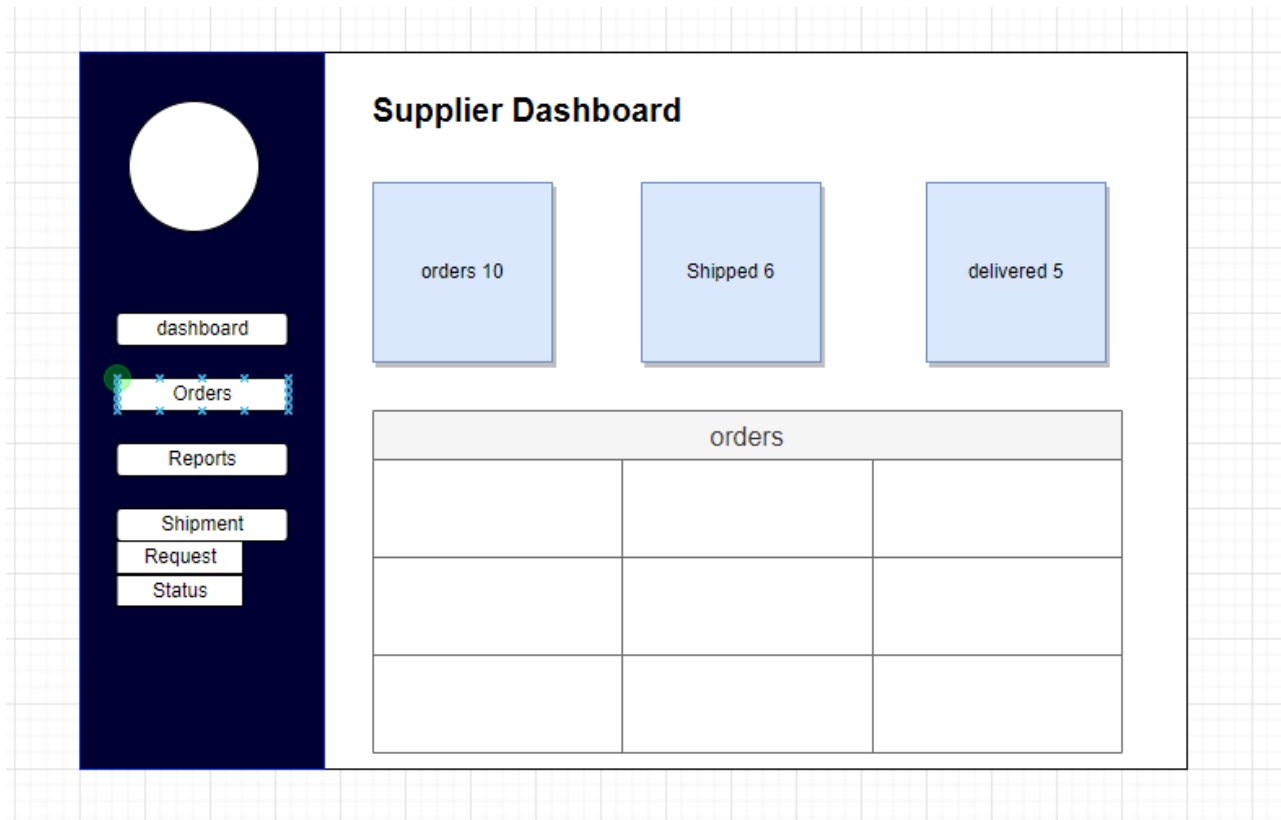 Supplier Dashboard
orders 10
Shipped 6
delivered 5
dashboard
Orders
Reports
Shipment
Request
Status
orders